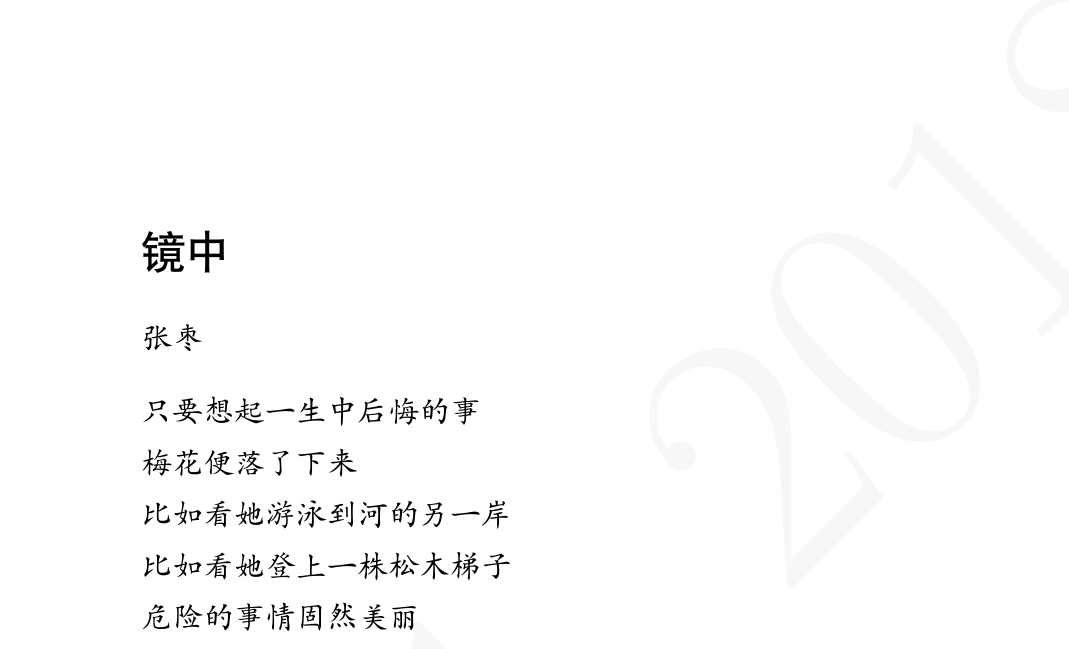 镜中
张枣
只要想起一生中后悔的事
梅花便落了下来
比如看她游泳到河的另一岸
比如看她登上一株松木梯子
危险的事情固然美丽
201